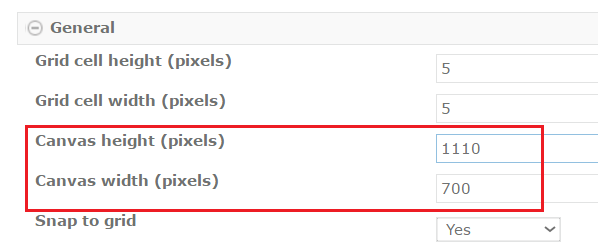 General
Grid cell height (pixels) 5
Grid cell width (pixels) 5
Canvas height (pixels) 1110
Canvas width (pixels) 700
Snap to grid Yes